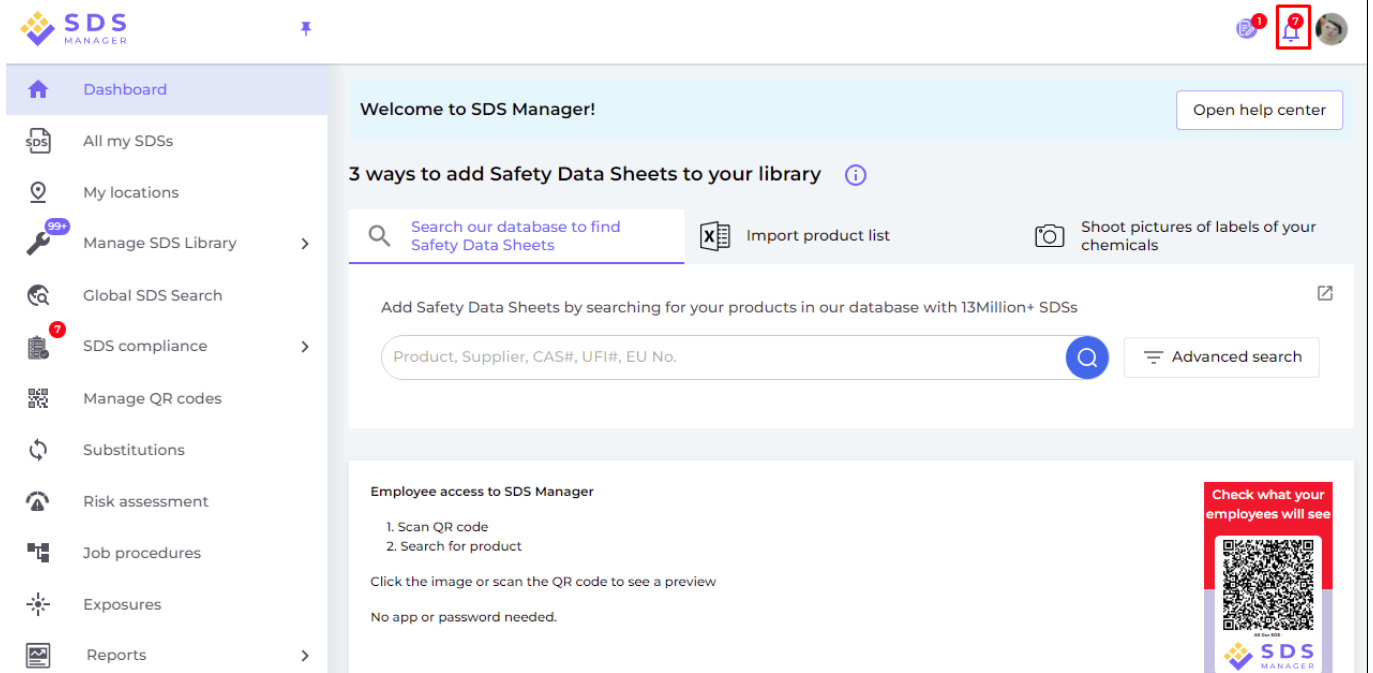 SDS
MANAGER
1
7
Dashboard
All my SDSs
My locations
99+
Manage SDS Library
Global SDS Search
7
SDS compliance
Manage QR codes
Substitutions
Risk assessment
Job procedures
Exposures
Reports
Welcome to SDS Manager!
Open help center
3 ways to add Safety Data Sheets to your library
Search our database to find
Safety Data Sheets
Import product list
Shoot pictures of labels of your
chemicals
Add Safety Data Sheets by searching for your products in our database with 13Million+ SDSs
Product, Supplier, CAS#, UFI#, EU No.
Advanced search
Employee access to SDS Manager
1. Scan QR code
2. Search for product
Click the image or scan the QR code to see a preview
No app or password needed.
Check what your
employees will see
All Our SDS
SDS
MANAGER